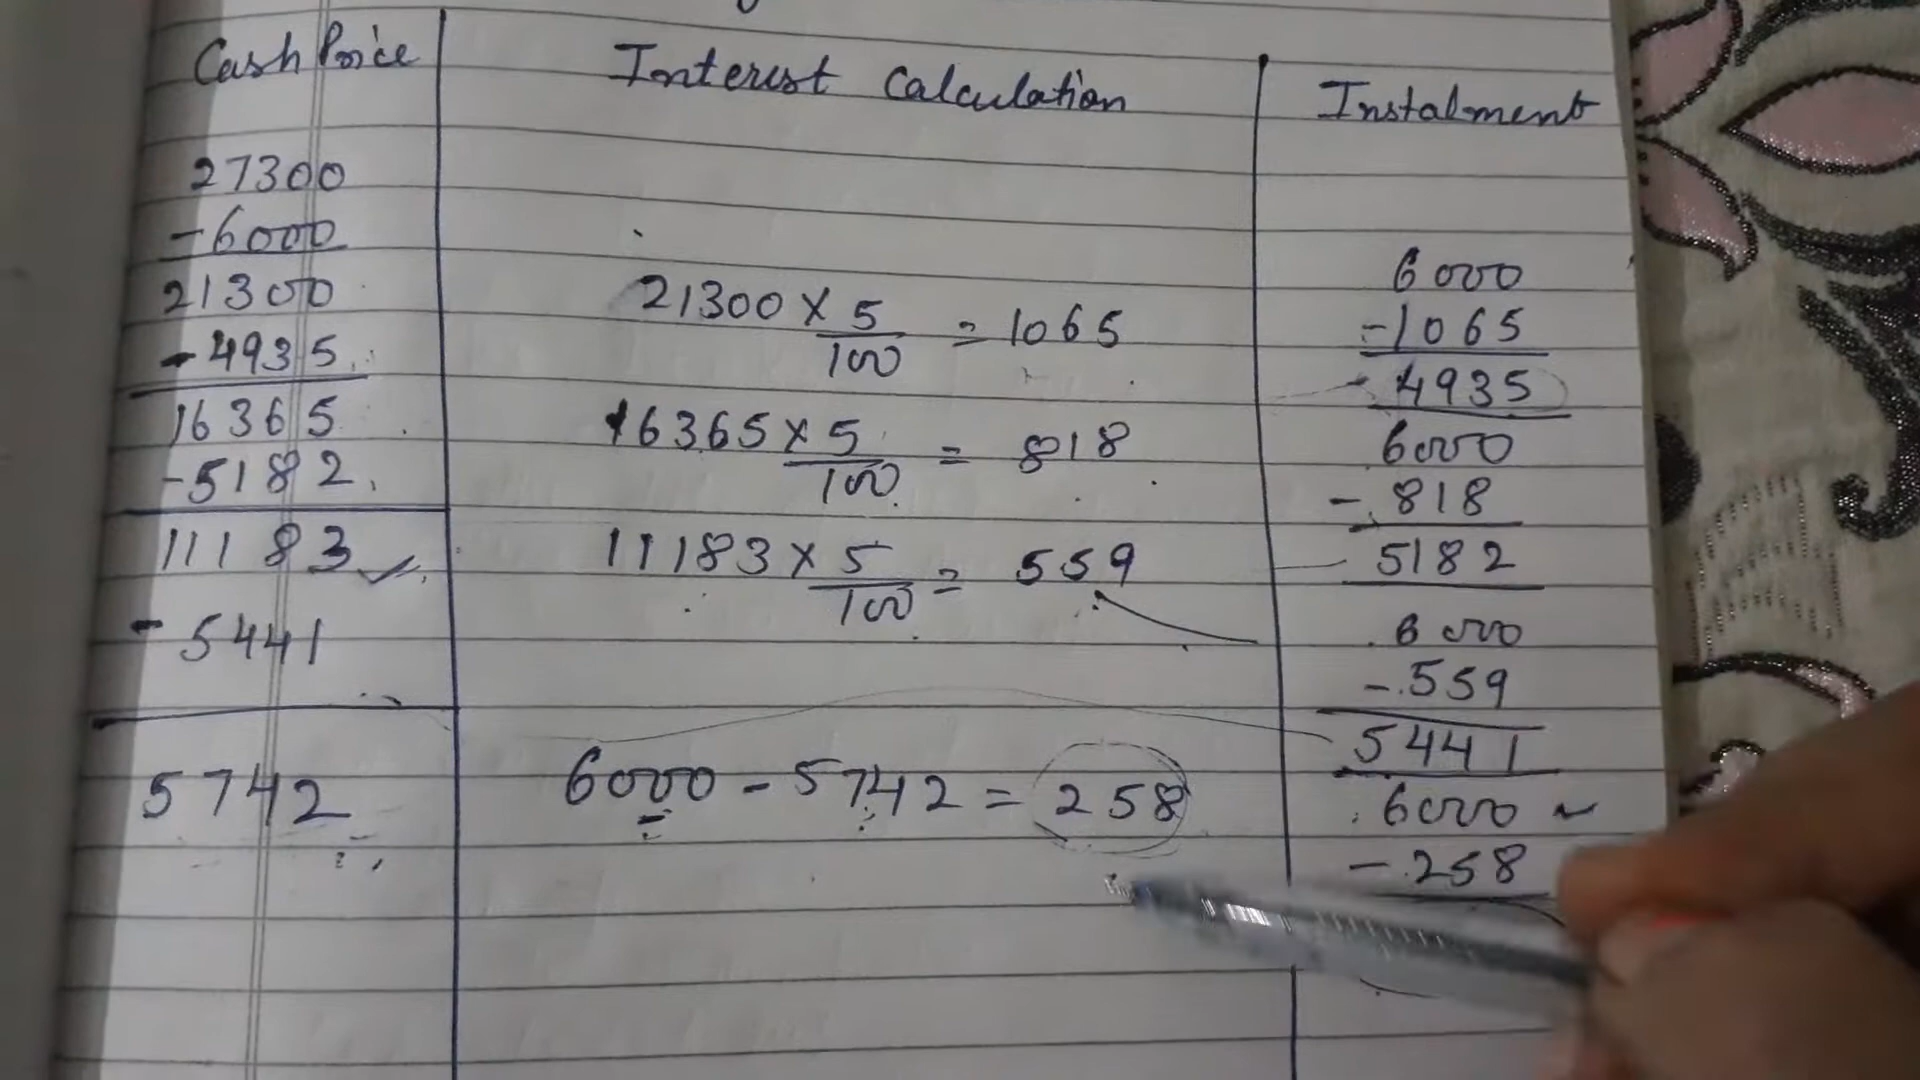 Cash Price
Interest Calculation
Instalment
27300
-6000
21300
-4935
16365
-5182
11183
-5441
5742
21300 × 5/100 = 1065
16365 × 5/100 = 818
11183 × 5/100 = 559
6000 - 5742 = 258
6000
-1065
4935
6000
-818
5182
6000
-559
5441
6000
-258